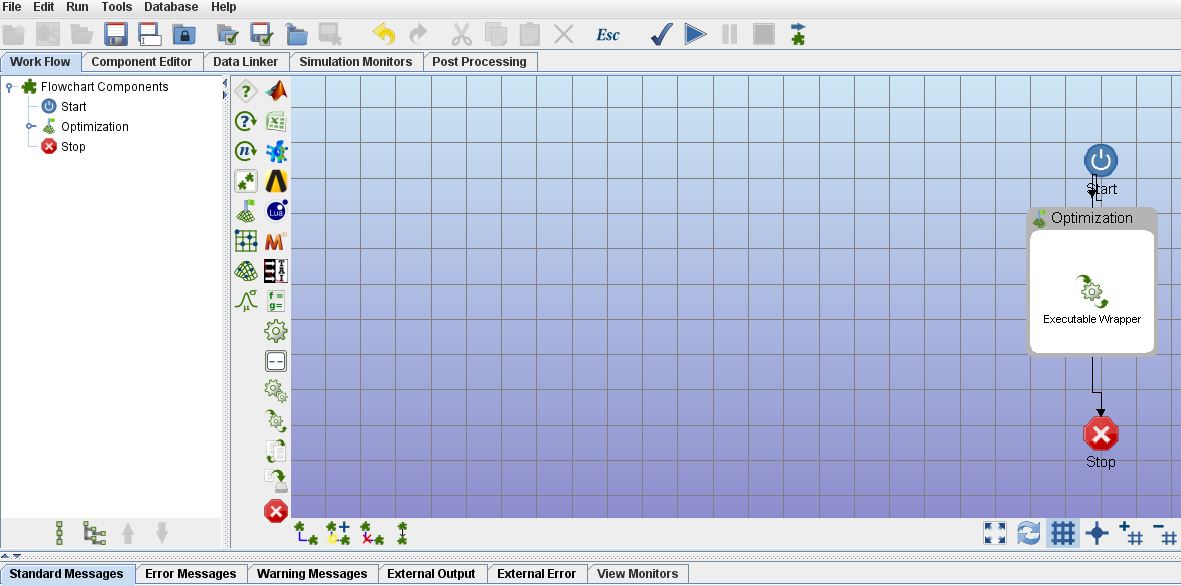 File Edit Run Tools Database Help
Esc
Work Flow Component Editor Data Linker Simulation Monitors Post Processing
Flowchart Components
Start
Optimization
Stop
?
?
n
Lua
M
TAI
f =
g=
σ
μ
Start
Optimization
Executable Wrapper
Stop
Standard Messages Error Messages Warning Messages External Output External Error View Monitors